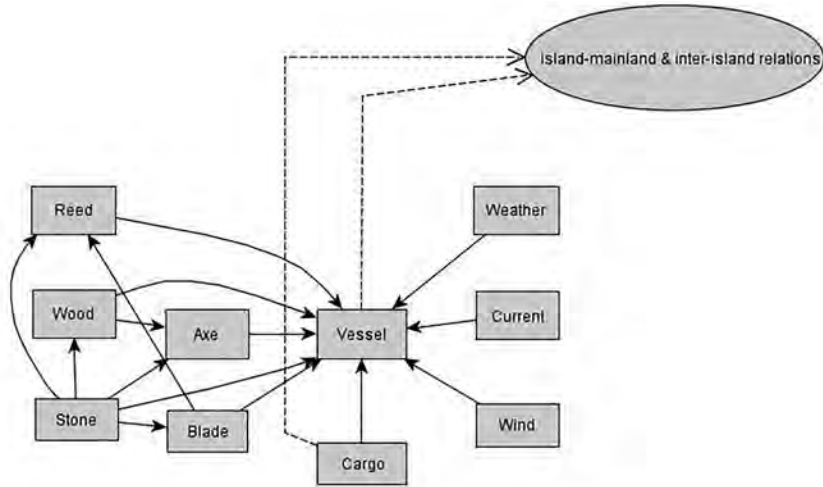 Island-mainland & inter-island relations
Reed
Weather
Wood
Axe
Vessel
Current
Stone
Blade
Cargo
Wind